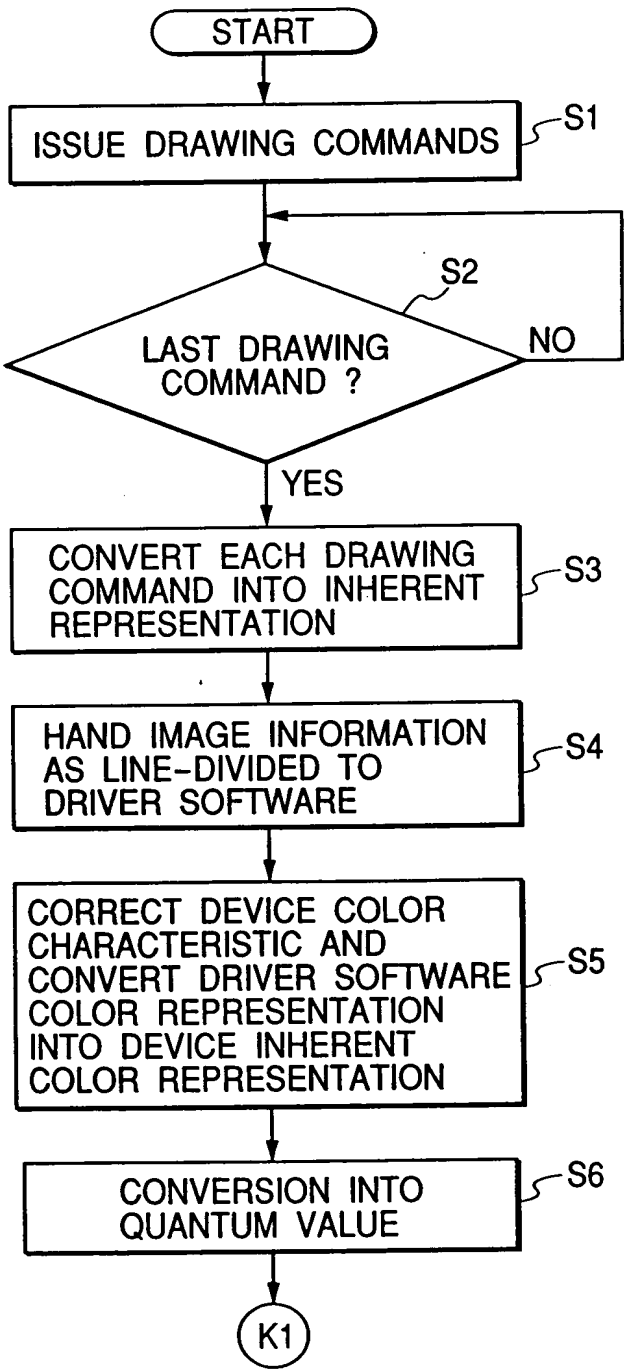 START
ISSUE DRAWING COMMANDS
S1
S2
LAST DRAWING
COMMAND ?
NO
YES
CONVERT EACH DRAWING
COMMAND INTO INHERENT
REPRESENTATION
S3
HAND IMAGE INFORMATION
AS LINE-DIVIDED TO
DRIVER SOFTWARE
S4
CORRECT DEVICE COLOR
CHARACTERISTIC AND
CONVERT DRIVER SOFTWARE
COLOR REPRESENTATION
INTO DEVICE INHERENT
COLOR REPRESENTATION
S5
CONVERSION INTO
QUANTUM VALUE
S6
K1